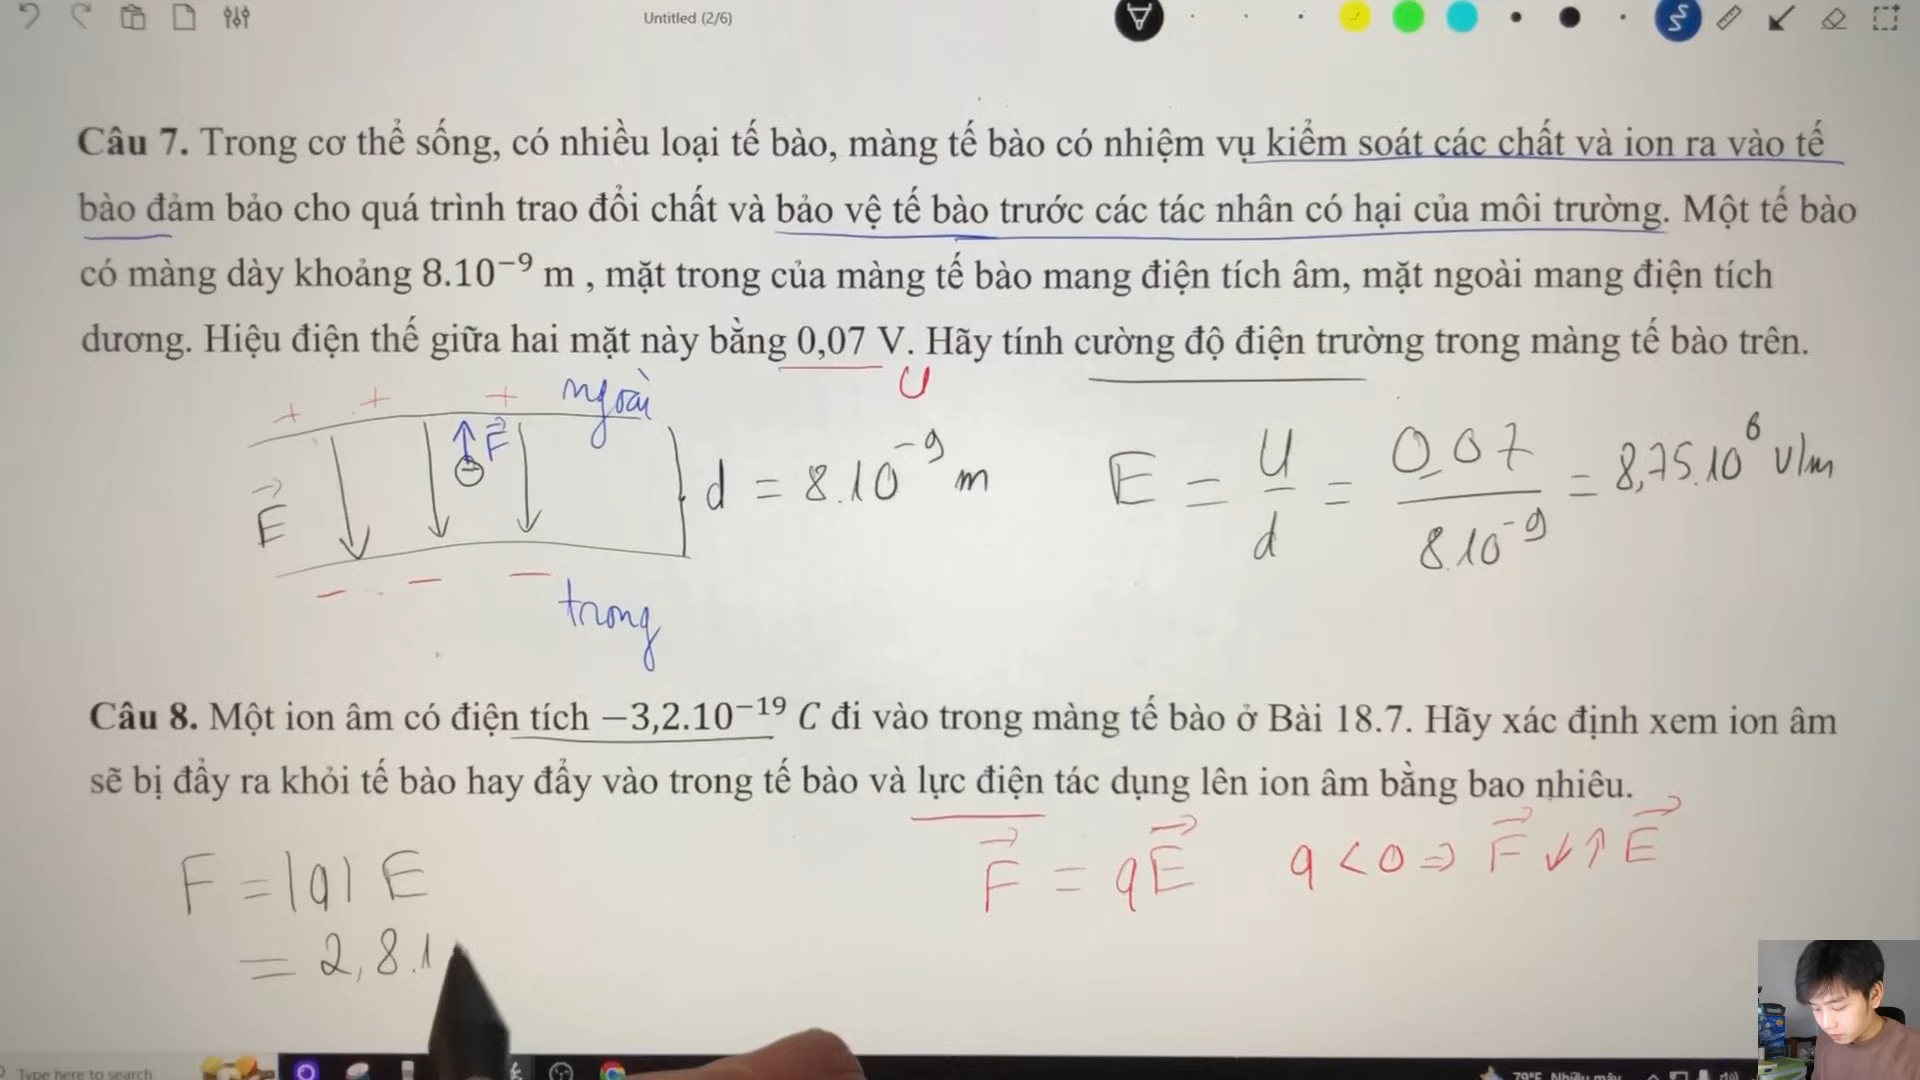 Untitled (2/6)
Câu 7. Trong cơ thể sống, có nhiều loại tế bào, màng tế bào có nhiệm vụ kiểm soát các chất và ion ra vào tế
bào đảm bảo cho quá trình trao đổi chất và bảo vệ tế bào trước các tác nhân có hại của môi trường. Một tế bào
có màng dày khoảng 8.10⁻⁹ m , mặt trong của màng tế bào mang điện tích âm, mặt ngoài mang điện tích
dương. Hiệu điện thế giữa hai mặt này bằng 0,07 V. Hãy tính cường độ điện trường trong màng tế bào trên.
+ + + ngoài U
F⃗
E⃗ d = 8.10⁻⁹ m E = U/d = 0,07/8.10⁻⁹ = 8,75.10⁶ V/m
− − − trong
Câu 8. Một ion âm có điện tích −3,2.10⁻¹⁹ C đi vào trong màng tế bào ở Bài 18.7. Hãy xác định xem ion âm
sẽ bị đẩy ra khỏi tế bào hay đẩy vào trong tế bào và lực điện tác dụng lên ion âm bằng bao nhiêu.
F = |q| E F⃗ = qE⃗ q < 0 ⇒ F⃗ ↓↑ E⃗
= 2,8.1
Type here to search 79°F Nhiều mây